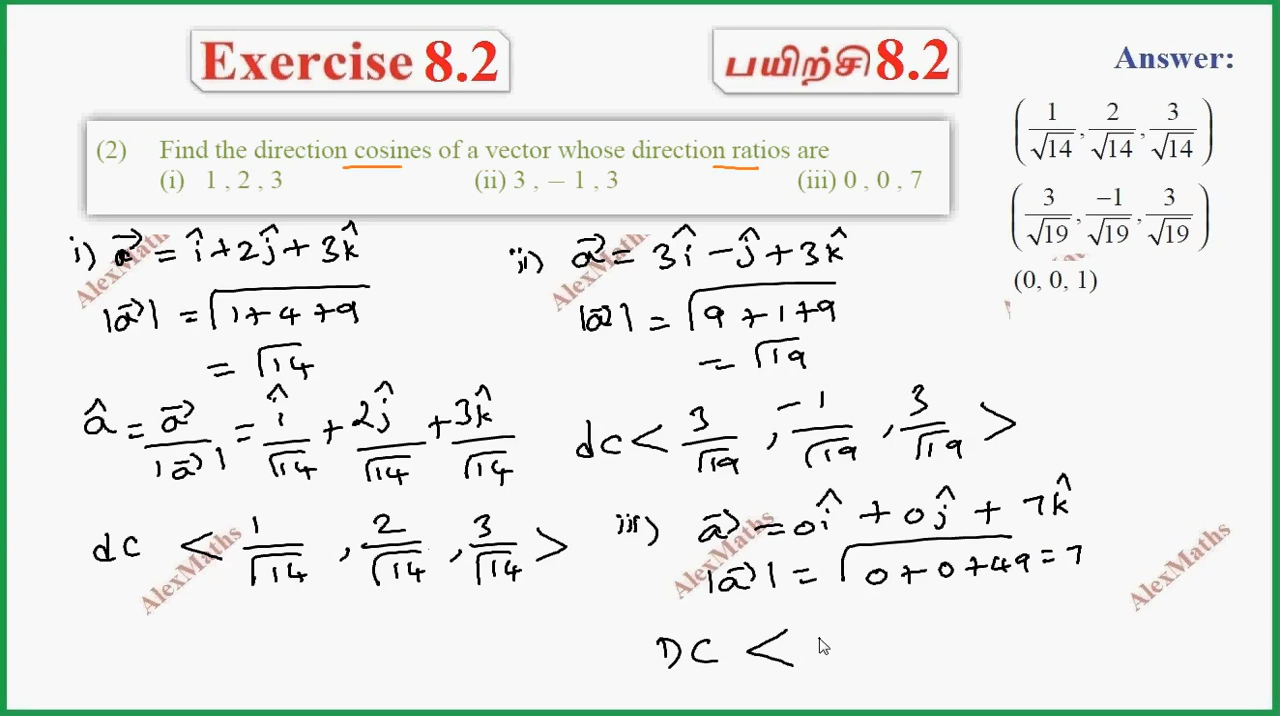 Exercise 8.2
பயிற்சி 8.2
Answer:
(2) Find the direction cosines of a vector whose direction ratios are
(i) 1 , 2 , 3 (ii) 3 , − 1 , 3 (iii) 0 , 0 , 7
(1/√14, 2/√14, 3/√14)
(3/√19, −1/√19, 3/√19)
(0, 0, 1)
i) a⃗ = î + 2ĵ + 3k̂
|a⃗| = √(1+4+9)
= √14
â = a⃗/|a⃗| = î/√14 + 2ĵ/√14 + 3k̂/√14
dc < 1/√14 , 2/√14 , 3/√14 >
ii) a⃗ = 3î − ĵ + 3k̂
|a⃗| = √(9+1+9)
= √19
dc < 3/√19 , −1/√19 , 3/√19 >
iii) a⃗ = 0î + 0ĵ + 7k̂
|a⃗| = √(0+0+49) = 7
DC <
AlexMaths
AlexMaths
AlexMaths
AlexMaths
AlexMaths